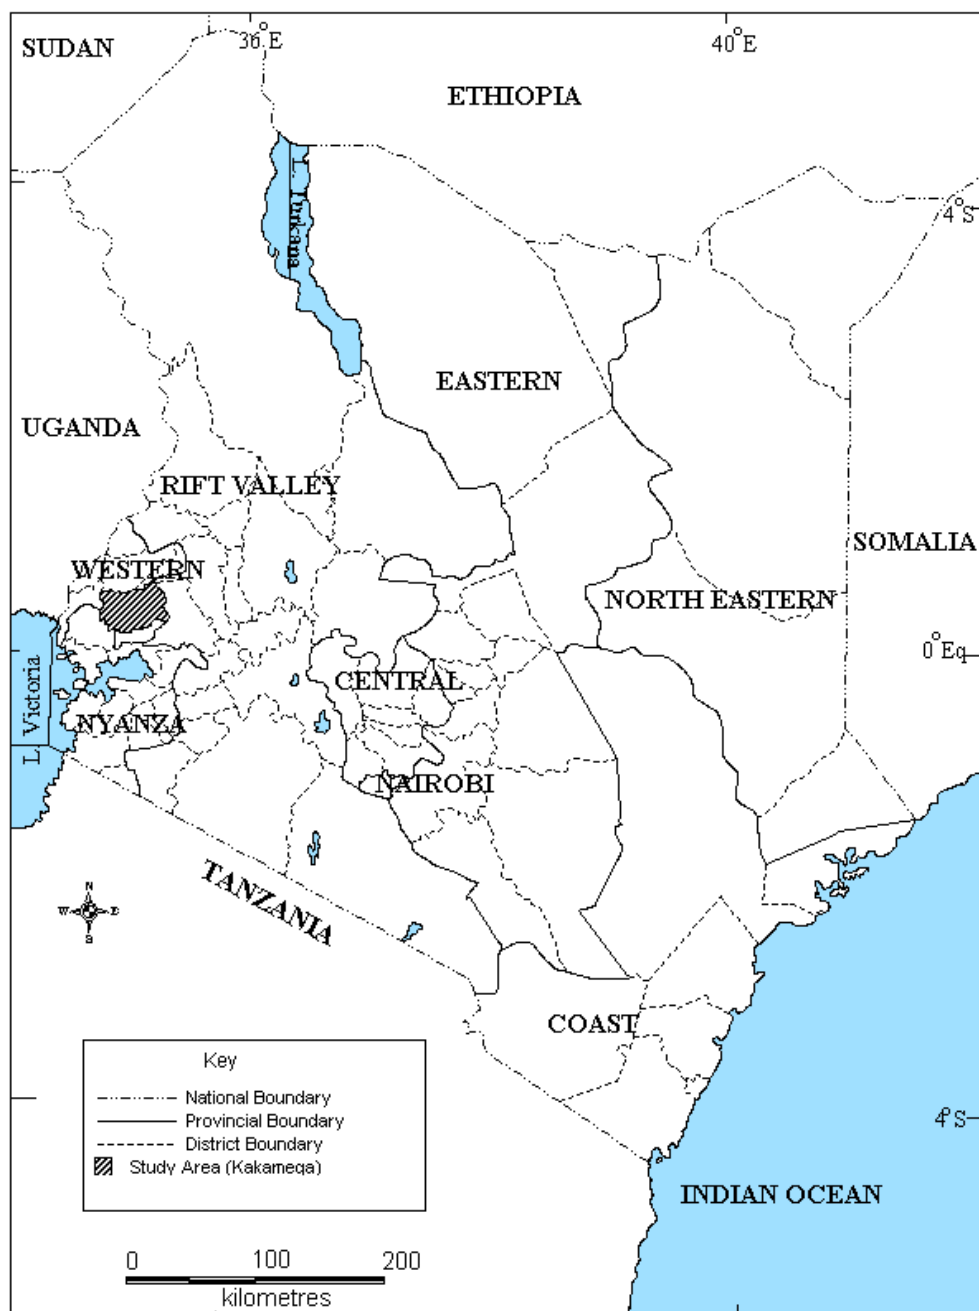 36°E
40°E
SUDAN
ETHIOPIA
L. Turkana
4°S
EASTERN
UGANDA
RIFT VALLEY
SOMALIA
WESTERN
NORTH EASTERN
0°Eq
CENTRAL
L. Victoria
NYANZA
NAIROBI
TANZANIA
N
W E
S
COAST
Key
National Boundary
Provincial Boundary
District Boundary
Study Area (Kakamega)
4°S
INDIAN OCEAN
0 100 200
kilometres